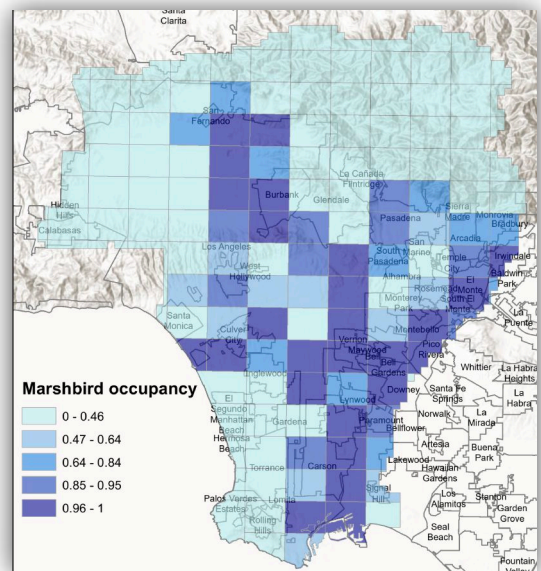 Santa
Clarita
San
Fernando
La Cañada
Flintridge
Burbank
Glendale
Hidden
Hills
Calabasas
Pasadena
Sierra
Madre
Monrovia
Bradbury
Arcadia
Los Angeles
West
Hollywood
South
Pasadena
San
Marino
Temple
City
Irwindale
Baldwin
Park
Alhambra
Rosemead
El
Monte
South El
Monte
Monterey
Park
La
Puente
Santa
Monica
Culver
City
Montebello
Vernon
Maywood
Bell
Bell
Gardens
Pico
Rivera
Whittier
La Habra
Heights
La
Habra
Inglewood
Marshbird occupancy
0 - 0.46
0.47 - 0.64
0.64 - 0.84
0.85 - 0.95
0.96 - 1
El
Segundo
Manhattan
Beach
Hermosa
Beach
Gardena
Lynwood
Downey
Santa Fe
Springs
Paramount
Bellflower
Norwalk
La
Mirada
Artesia
Buena
Park
Torrance
Carson
Lakewood
Hawaiian
Gardens
Palos Verdes
Estates
Lomita
Rolling
Hills
Signal
Hill
Los
Alamitos
Stanton
Garden
Grove
Seal
Beach
Fountain
Valley